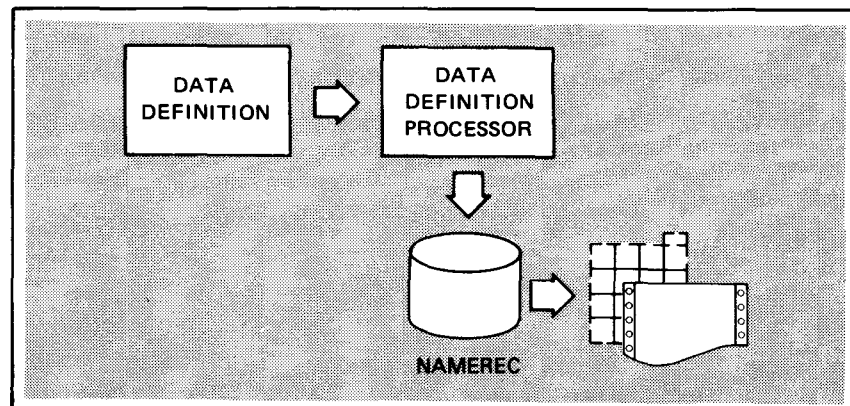 DATA
DEFINITION
DATA
DEFINITION
PROCESSOR
NAMEREC